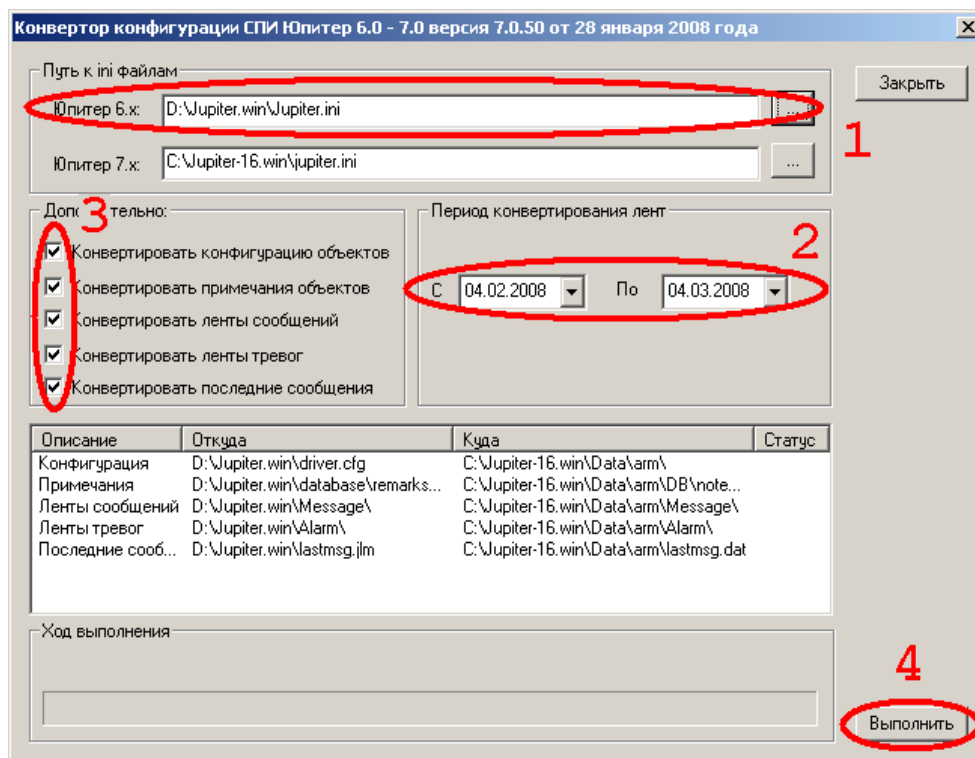 Конвертор конфигурации СПИ Юпитер 6.0 - 7.0 версия 7.0.50 от 28 января 2008 года
Путь к ini файлам
Закрыть
Юпитер 6.x: D:\Jupiter.win\Jupiter.ini ...
1
Юпитер 7.x: C:\Jupiter-16.win\jupiter.ini ...
3
Доп тельно:
Конвертировать конфигурацию объектов
Конвертировать примечания объектов
Конвертировать ленты сообщений
Конвертировать ленты тревог
Конвертировать последние сообщения
Период конвертирования лент
2
С 04.02.2008 По 04.03.2008
Описание Откуда Куда Статус
Конфигурация D:\Jupiter.win\driver.cfg C:\Jupiter-16.win\Data\arm\
Примечания D:\Jupiter.win\database\remarks... C:\Jupiter-16.win\Data\arm\DB\note...
Ленты сообщений D:\Jupiter.win\Message\ C:\Jupiter-16.win\Data\arm\Message\
Ленты тревог D:\Jupiter.win\Alarm\ C:\Jupiter-16.win\Data\arm\Alarm\
Последние сооб... D:\Jupiter.win\lastmsg.jlm C:\Jupiter-16.win\Data\arm\lastmsg.dat
Ход выполнения
4
Выполнить